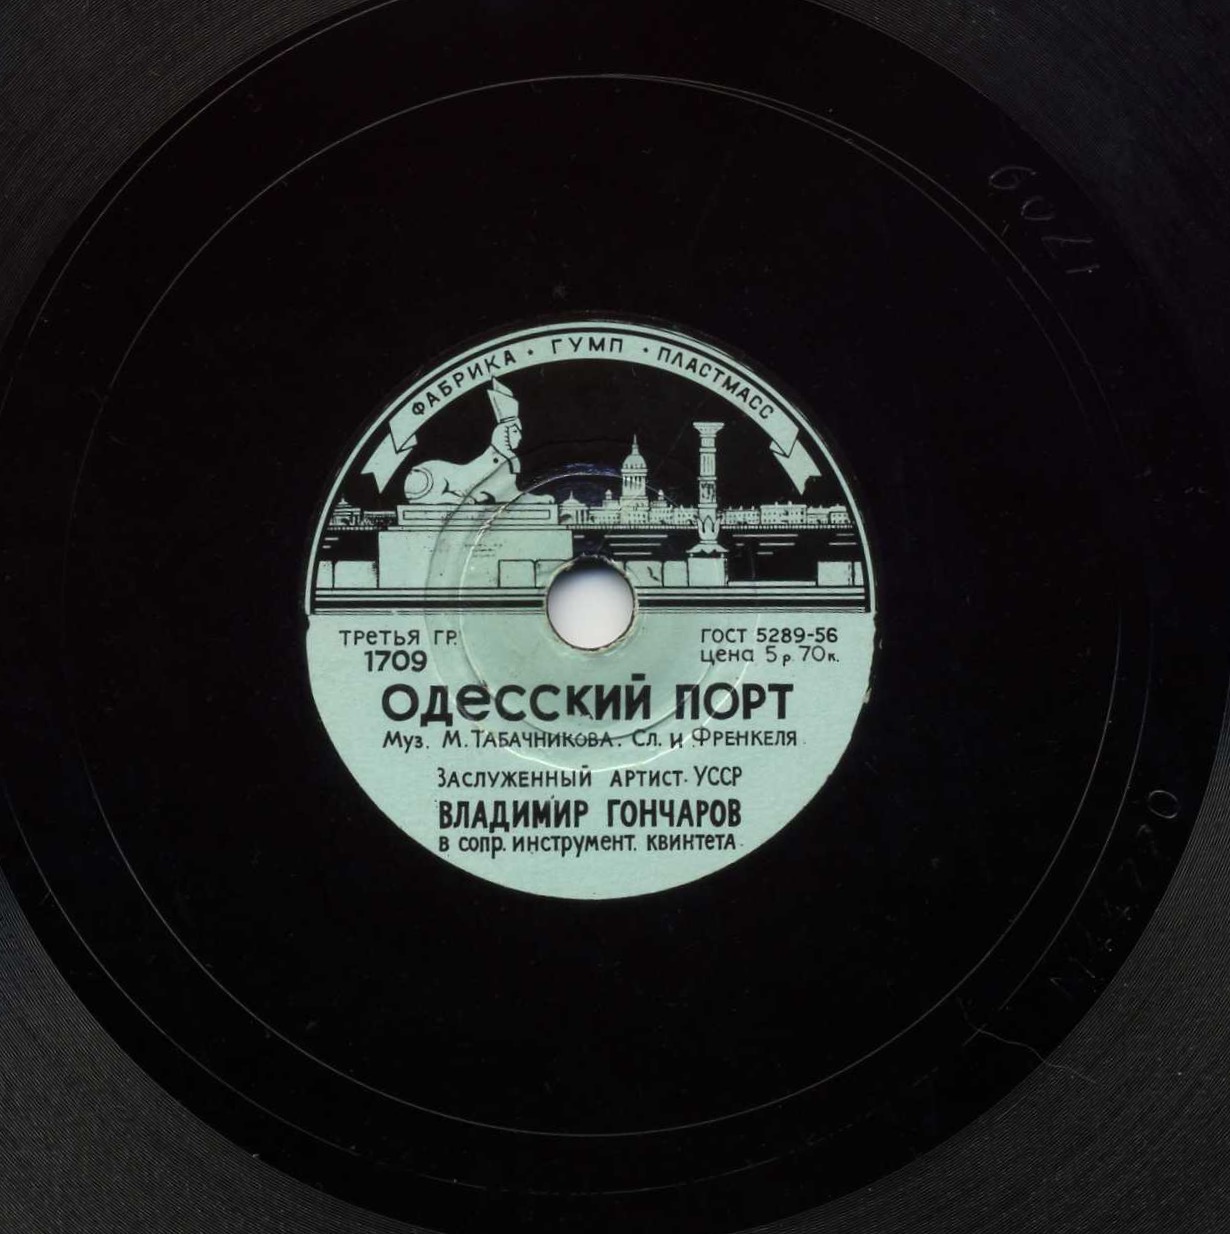 ФАБРИКА · ГУМП · ПЛАСТМАСС
ТРЕТЬЯ ГР.
1709
ГОСТ 5289-56
цена 5 р. 70 к.
ОДЕССКИЙ ПОРТ
Муз. М. ТАБАЧНИКОВА. Сл. И ФРЕНКЕЛЯ
ЗАСЛУЖЕННЫЙ АРТИСТ УССР
ВЛАДИМИР ГОНЧАРОВ
в сопр. инструмент. квинтета
1709